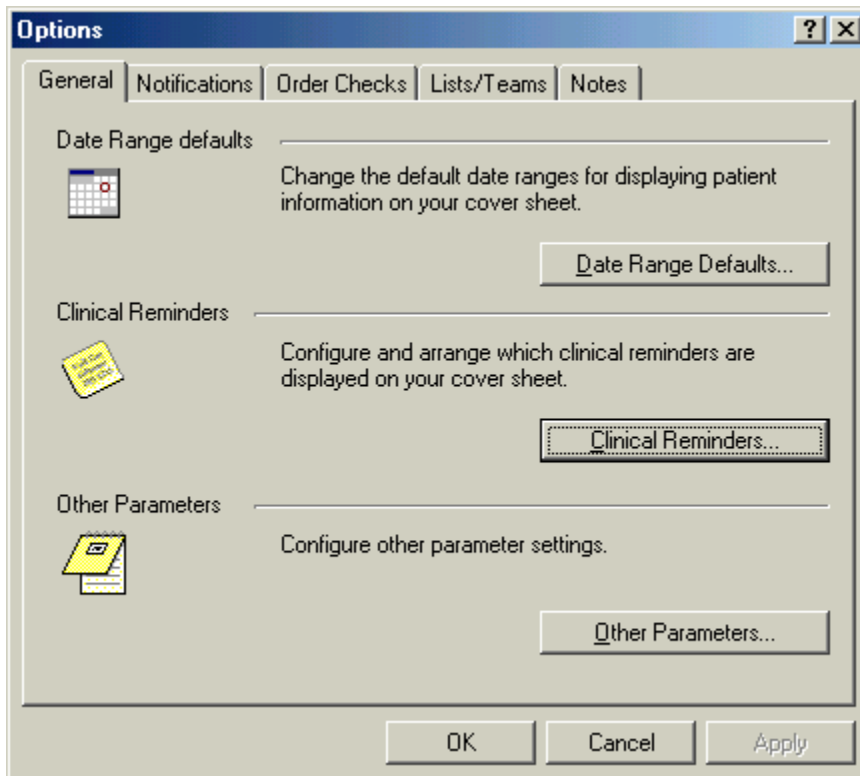 Options
General Notifications Order Checks Lists/Teams Notes
Date Range defaults
Change the default date ranges for displaying patient
information on your cover sheet.
Date Range Defaults...
Clinical Reminders
Configure and arrange which clinical reminders are
displayed on your cover sheet.
Clinical Reminders...
Other Parameters
Configure other parameter settings.
Other Parameters...
OK Cancel Apply